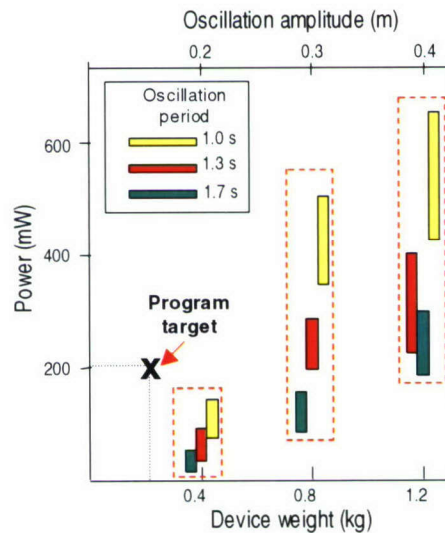 Oscillation amplitude (m)
0.2 0.3 0.4
Oscillation
period
1.0 s
1.3 s
1.7 s
Power (mW)
600
400
200
Program
target
X
0.4 0.8 1.2
Device weight (kg)